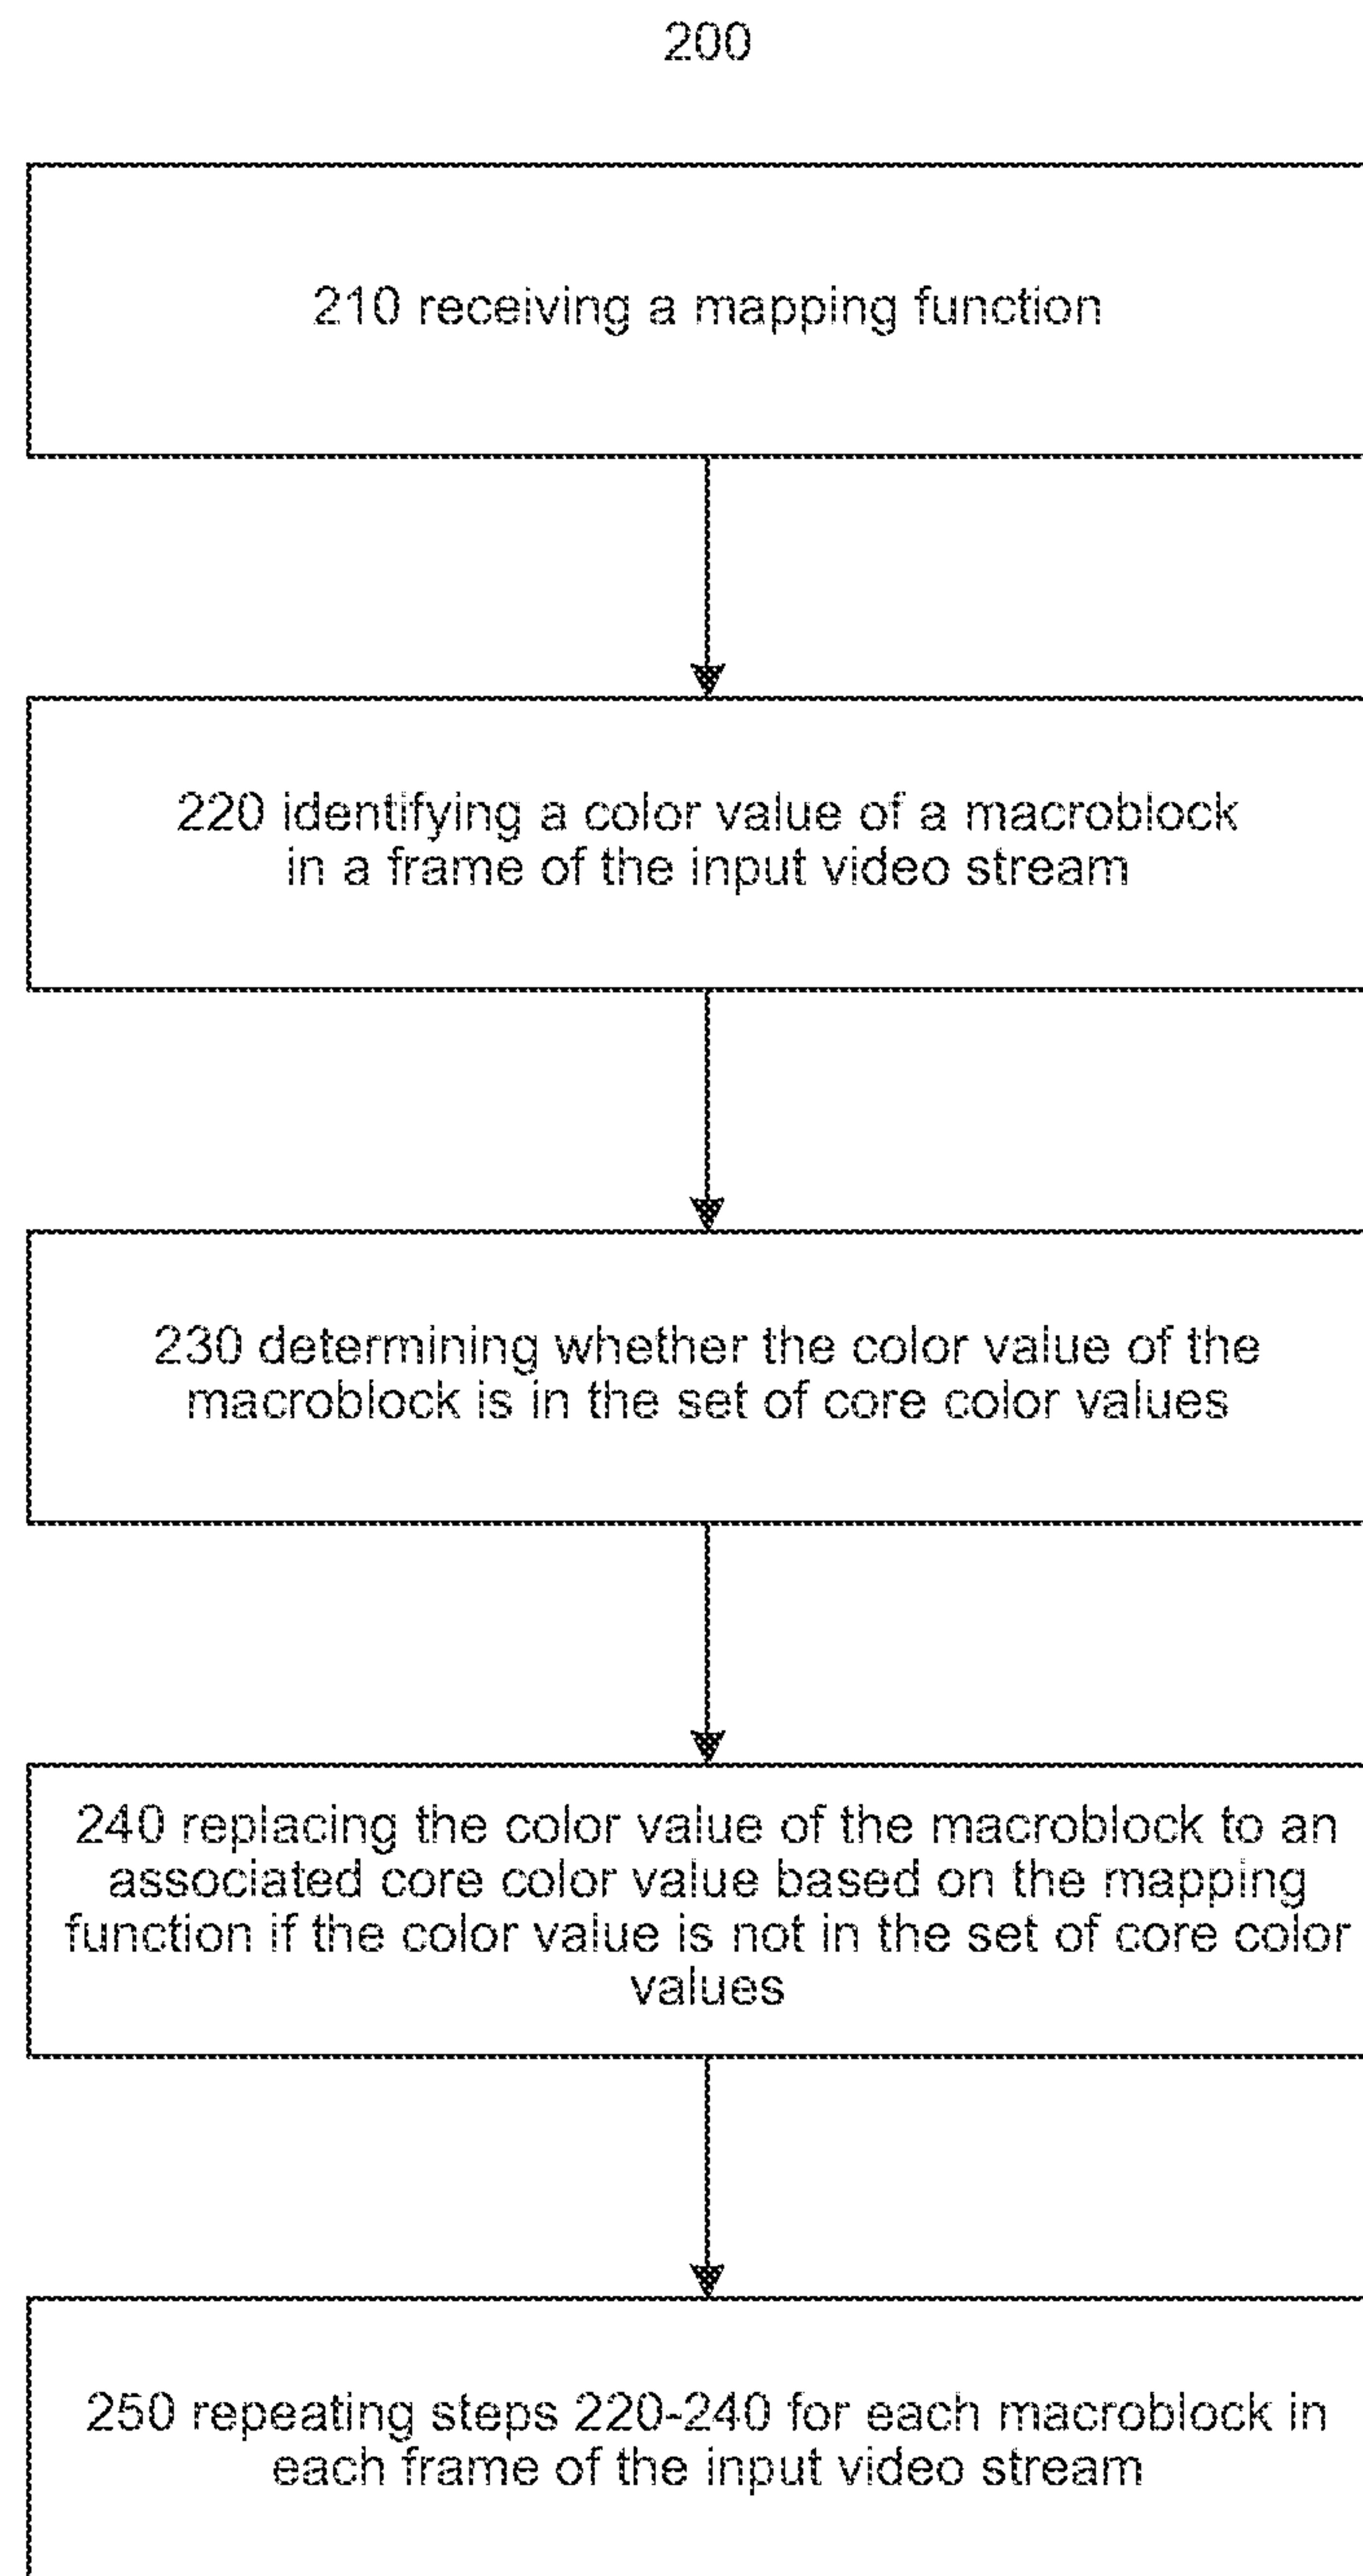 200
210 receiving a mapping function
220 identifying a color value of a macroblock
in a frame of the input video stream
230 determining whether the color value of the
macroblock is in the set of core color values
240 replacing the color value of the macroblock to an
associated core color value based on the mapping
function if the color value is not in the set of core color
values
250 repeating steps 220-240 for each macroblock in
each frame of the input video stream